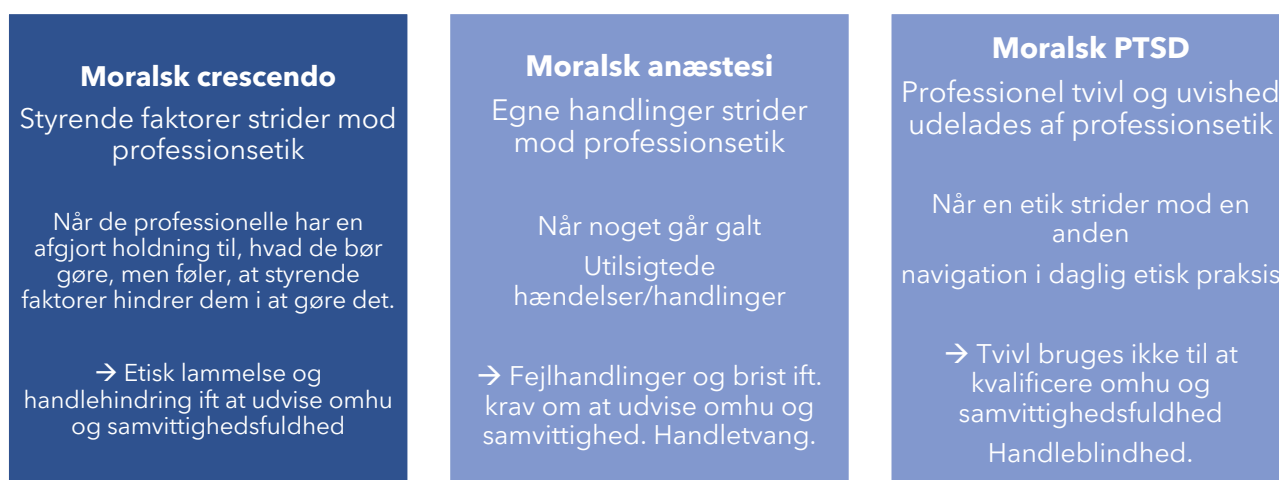 Moralsk crescendo
Styrende faktorer strider mod
professionsetik
Når de professionelle har en
afgjort holdning til, hvad de bør
gøre, men føler, at styrende
faktorer hindrer dem i at gøre det.
→ Etisk lammelse og
handlehindring ift at udvise omhu
og samvittighedsfuldhed
Moralsk anæstesi
Egne handlinger strider
mod professionsetik
Når noget går galt
Utilsigtede
hændelser/handlinger
→ Fejlhandlinger og brist ift.
krav om at udvise omhu og
samvittighed. Handletvang.
Moralsk PTSD
Professionel tvivl og uvished
udelades af professionsetik
Når en etik strider mod en
anden
navigation i daglig etisk praksis
→ Tvivl bruges ikke til at
kvalificere omhu og
samvittighedsfuldhed
Handleblindhed.